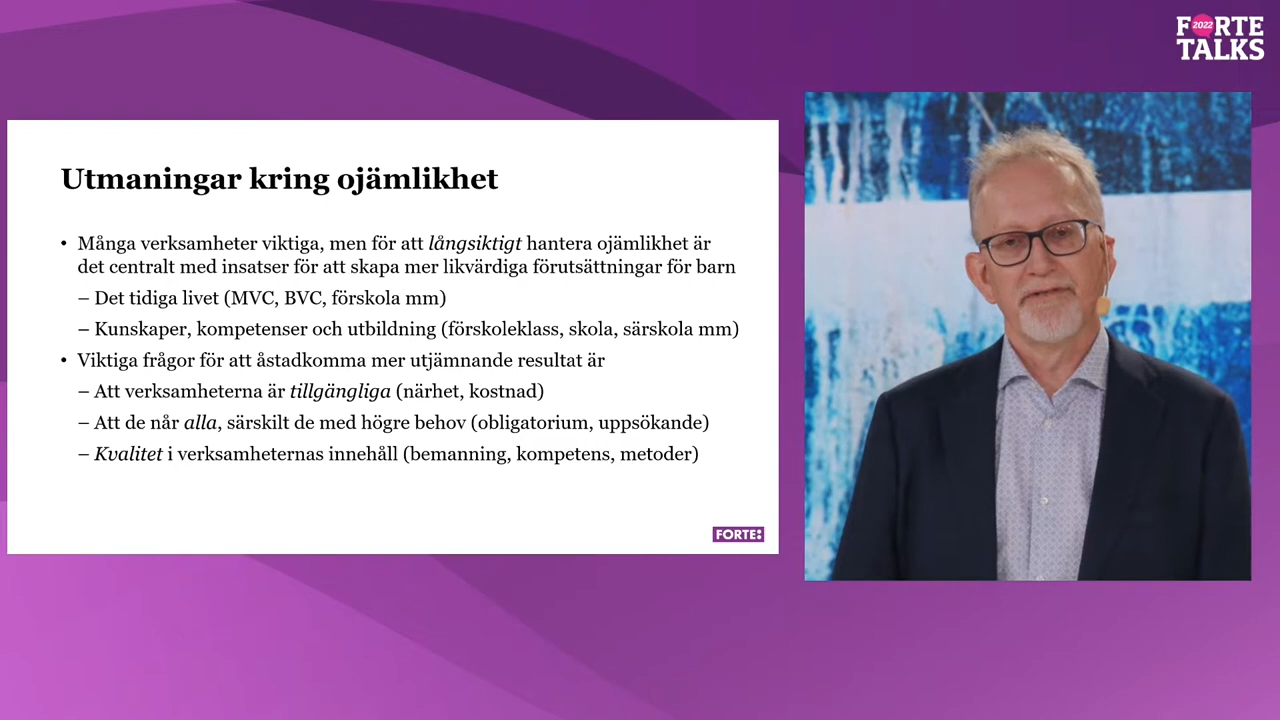 FORTE
2022
TALKS
Utmaningar kring ojämlikhet
• Många verksamheter viktiga, men för att långsiktigt hantera ojämlikhet är
det centralt med insatser för att skapa mer likvärdiga förutsättningar för barn
– Det tidiga livet (MVC, BVC, förskola mm)
– Kunskaper, kompetenser och utbildning (förskoleklass, skola, särskola mm)
• Viktiga frågor för att åstadkomma mer utjämnande resultat är
– Att verksamheterna är tillgängliga (närhet, kostnad)
– Att de når alla, särskilt de med högre behov (obligatorium, uppsökande)
– Kvalitet i verksamheternas innehåll (bemanning, kompetens, metoder)
FORTE: